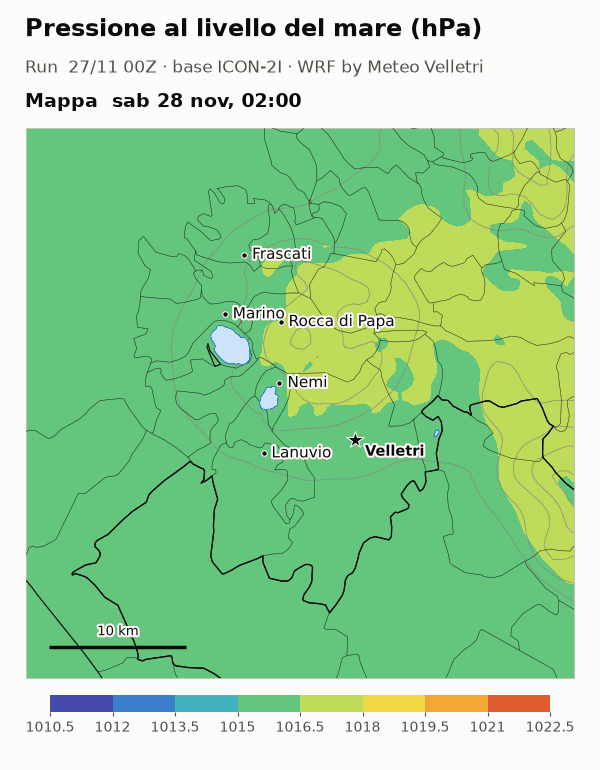 Pressione al livello del mare (hPa)
Run  27/11 00Z · base ICON-2I · WRF by Meteo Velletri
Mappa  sab 28 nov, 02:00
Frascati
Marino
Rocca di Papa
Nemi
Velletri
Lanuvio
10 km
1010.5 1012 1013.5 1015 1016.5 1018 1019.5 1021 1022.5